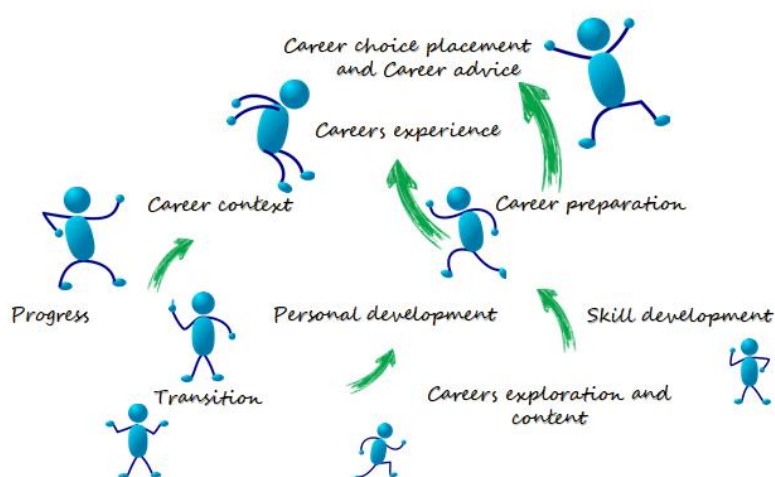 Career choice placement
and Career advice
Careers experience
Career context
Career preparation
Progress
Personal development
Skill development
Transition
Careers exploration and
content